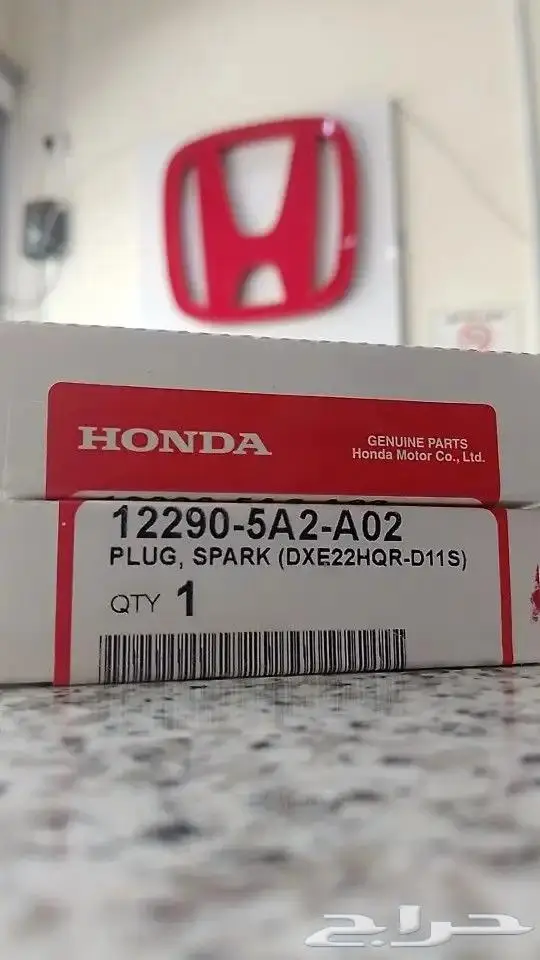 HONDA
GENUINE PARTS
Honda Motor Co., Ltd.
12290-5A2-A02
PLUG, SPARK (DXE22HQR-D11S)
QTY 1
حراج